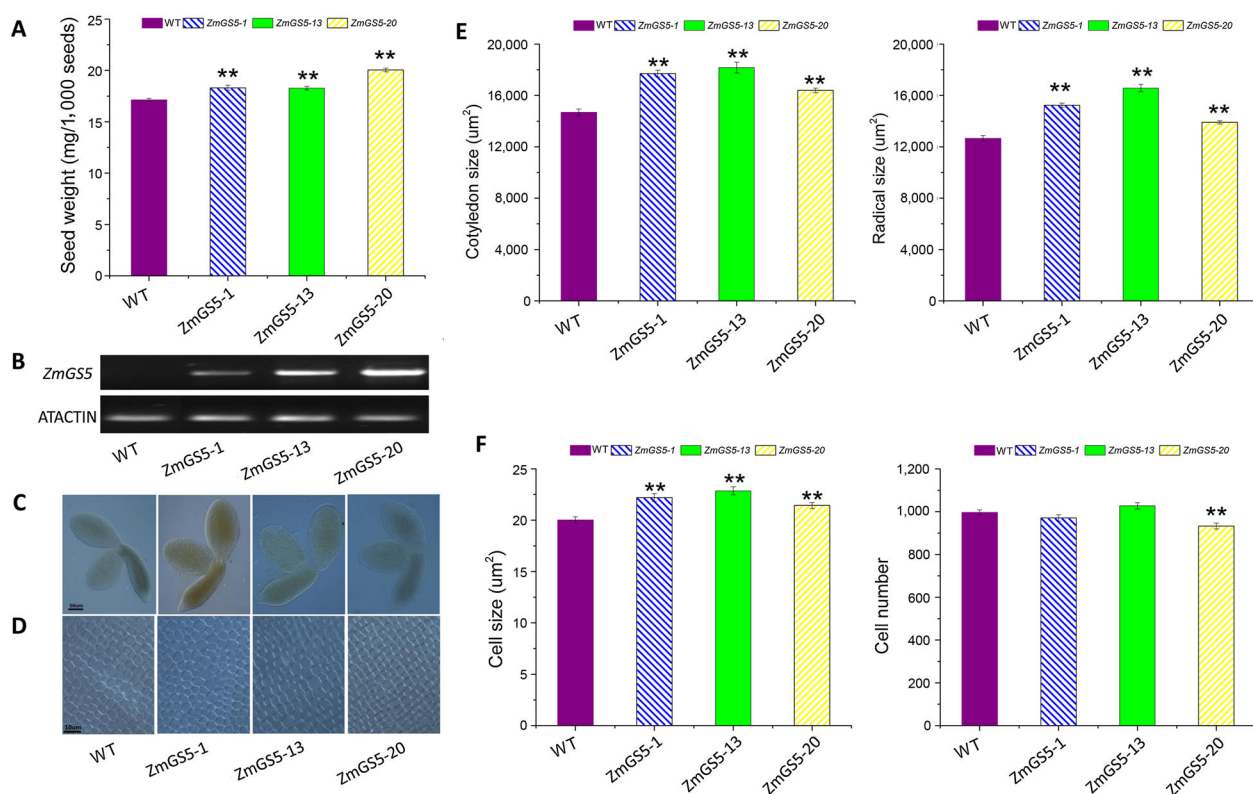 A
WT ZmGS5-1 ZmGS5-13 ZmGS5-20
Seed weight (mg/1,000 seeds)
25
20
15
10
5
0
** ** **
WT ZmGS5-1 ZmGS5-13 ZmGS5-20
B
ZmGS5
ATACTIN
WT ZmGS5-1 ZmGS5-13 ZmGS5-20
C
D
10um
WT ZmGS5-1 ZmGS5-13 ZmGS5-20
E
WT ZmGS5-1 ZmGS5-13 ZmGS5-20
Cotyledon size (um2)
20,000
16,000
12,000
8,000
4,000
0
** ** **
WT ZmGS5-1 ZmGS5-13 ZmGS5-20
Radical size (um2)
20,000
16,000
12,000
8,000
4,000
0
** ** **
WT ZmGS5-1 ZmGS5-13 ZmGS5-20
F
WT ZmGS5-1 ZmGS5-13 ZmGS5-20
Cell size (um2)
25
20
15
10
5
0
** ** **
WT ZmGS5-1 ZmGS5-13 ZmGS5-20
WT ZmGS5-1 ZmGS5-13 ZmGS5-20
Cell number
1,200
1,000
800
600
400
200
0
**
WT ZmGS5-1 ZmGS5-13 ZmGS5-20